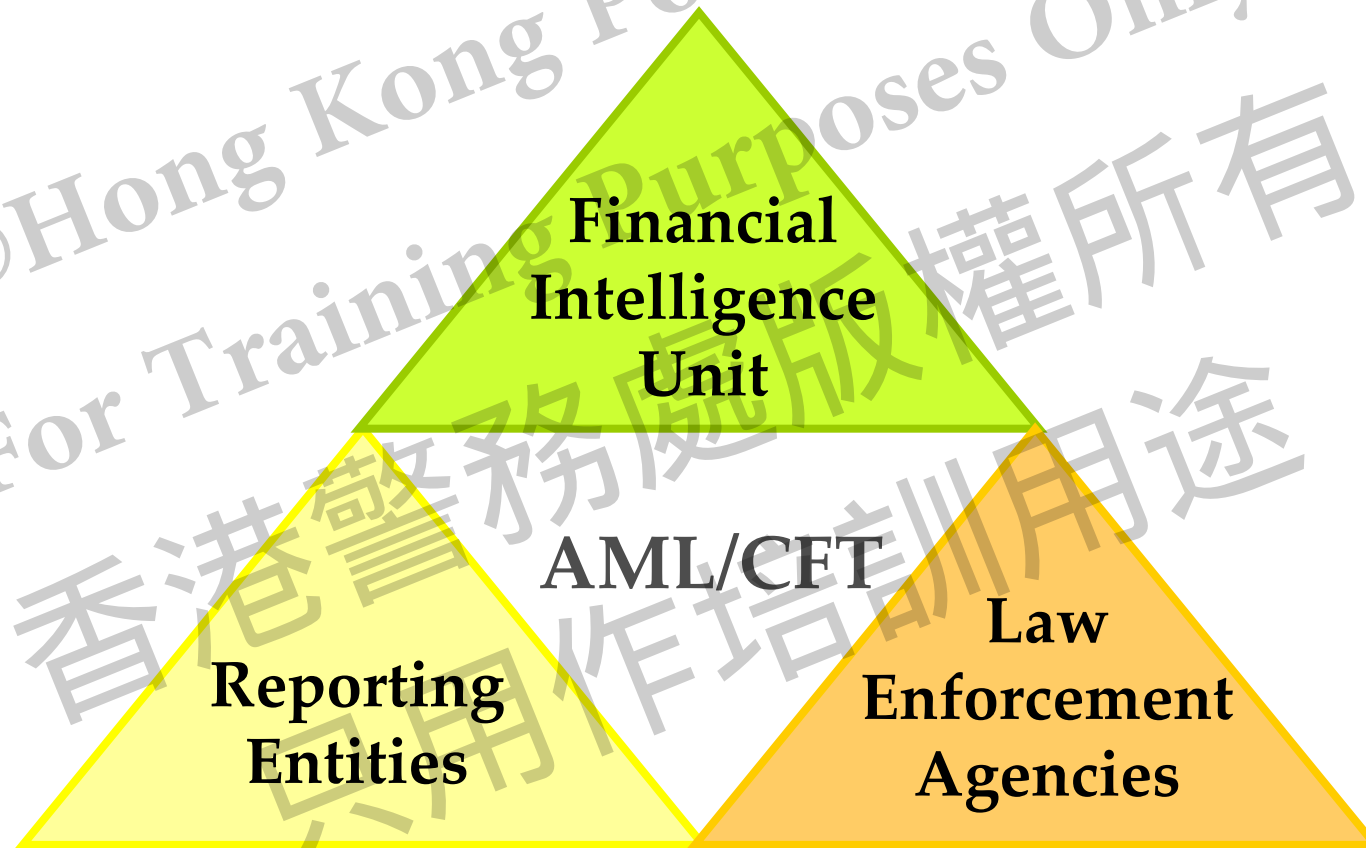 ©Hong Kong Po
For Training Purposes Only
香港警務處版權所有
只用作培訓用途
Financial
Intelligence
Unit
AML/CFT
Reporting
Entities
Law
Enforcement
Agencies